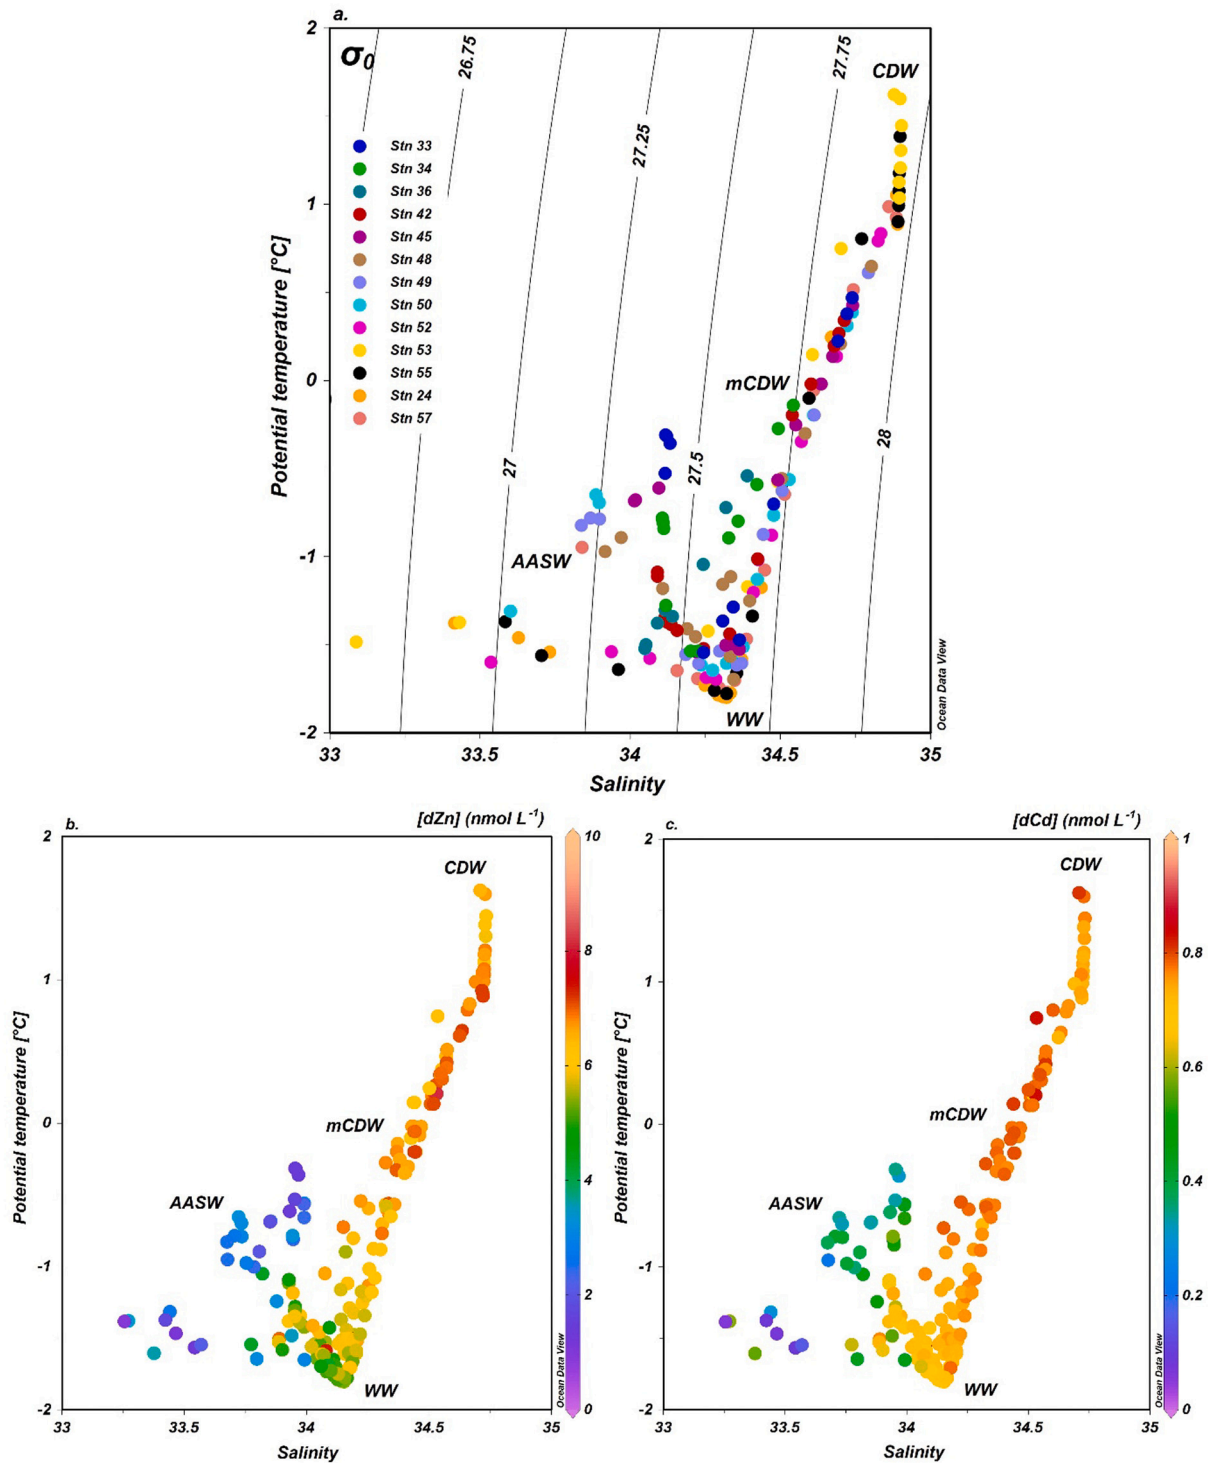 a.
2
1
0
-1
-2
Potential temperature [°C]
σ0
26.75
27
27.25
27.5
27.75
28
Stn 33
Stn 34
Stn 36
Stn 42
Stn 45
Stn 48
Stn 49
Stn 50
Stn 52
Stn 53
Stn 55
Stn 24
Stn 57
CDW
mCDW
AASW
WW
Ocean Data View
33 33.5 34 34.5 35
Salinity
b.
[dZn] (nmol L-1)
2
1
0
-1
-2
Potential temperature [°C]
CDW
mCDW
AASW
WW
10
8
6
4
2
0
Ocean Data View
33 33.5 34 34.5 35
Salinity
c.
[dCd] (nmol L-1)
2
1
0
-1
-2
Potential temperature [°C]
CDW
mCDW
AASW
WW
1
0.8
0.6
0.4
0.2
0
Ocean Data View
33 33.5 34 34.5 35
Salinity